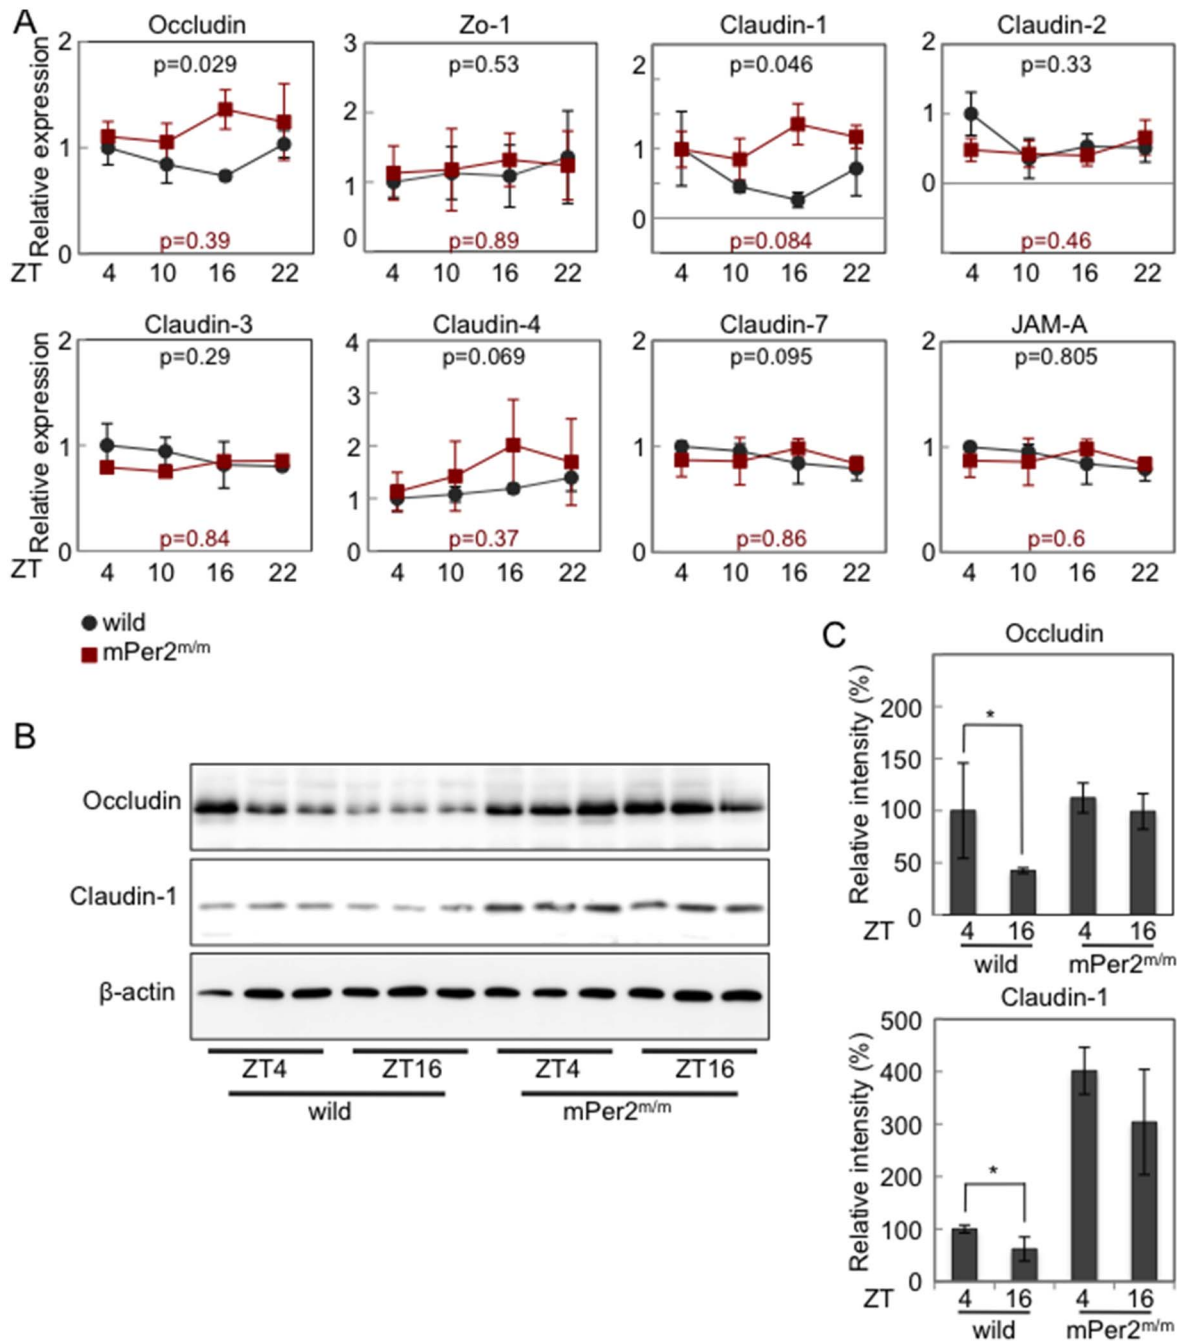 A
Occludin Zo-1 Claudin-1 Claudin-2
Relative expression
2 1 0
p=0.029
p=0.39
3 2 1 0
p=0.53
p=0.89
2 1 0
p=0.046
p=0.084
2 1 0
p=0.33
p=0.46
ZT 4 10 16 22 4 10 16 22 4 10 16 22 4 10 16 22
Claudin-3 Claudin-4 Claudin-7 JAM-A
Relative expression
2 1 0
p=0.29
p=0.84
4 3 2 1 0
p=0.069
p=0.37
2 1 0
p=0.095
p=0.86
2 1 0
p=0.805
p=0.6
ZT 4 10 16 22 4 10 16 22 4 10 16 22 4 10 16 22
wild
mPer2m/m
B
Occludin
Claudin-1
β-actin
ZT4 ZT16 ZT4 ZT16
wild mPer2m/m
C
Occludin
Relative intensity (%)
200
150
100
50
0
*
ZT 4 16 4 16
wild mPer2m/m
Claudin-1
Relative intensity (%)
500
400
300
200
100
0
*
ZT 4 16 4 16
wild mPer2m/m